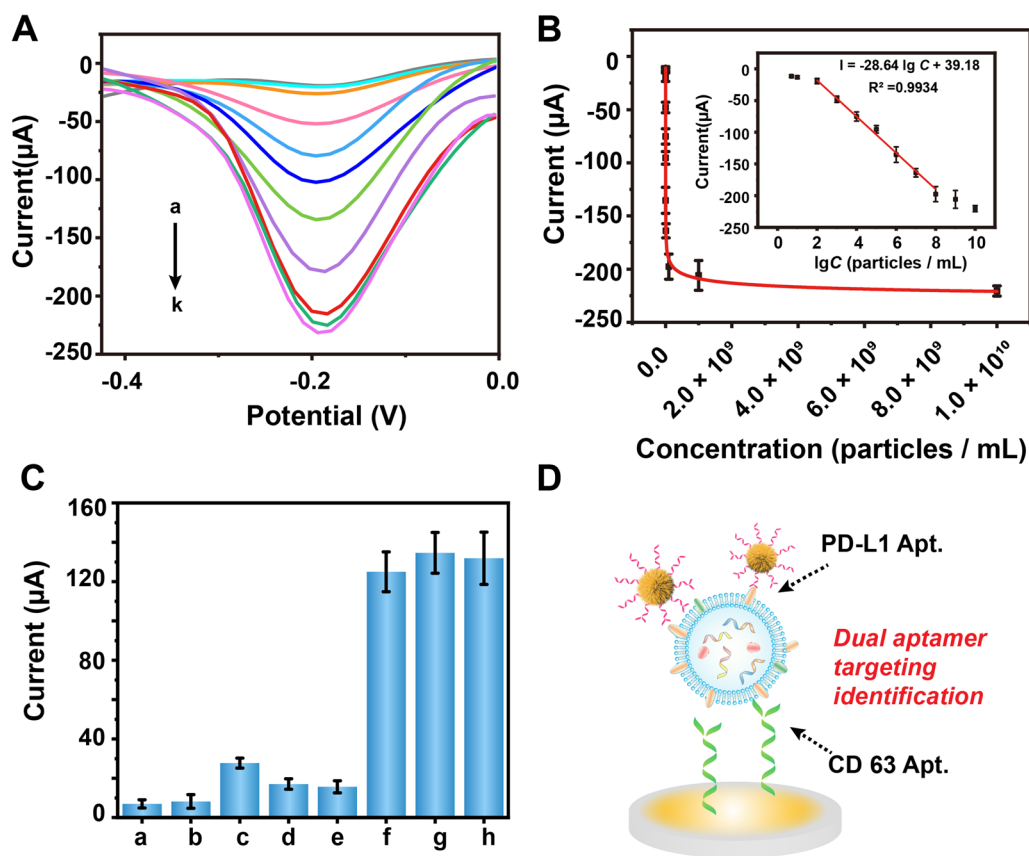 A
Current(μA)
0
-50
-100
-150
-200
-250
a
k
-0.4
-0.2
0.0
Potential (V)
B
Current (μA)
50
0
-50
-100
-150
-200
-250
-300
0.0
2.0 × 10⁹
4.0 × 10⁹
6.0 × 10⁹
8.0 × 10⁹
1.0 × 10¹⁰
Concentration (particles / mL)
I = -28.64 lg C + 39.18
R² =0.9934
Current(μA)
0
-50
-100
-150
-200
-250
0
2
4
6
8
10
lgC (particles / mL)
C
Current (μA)
160
120
80
40
0
a
b
c
d
e
f
g
h
D
PD-L1 Apt.
Dual aptamer
targeting
identification
CD 63 Apt.